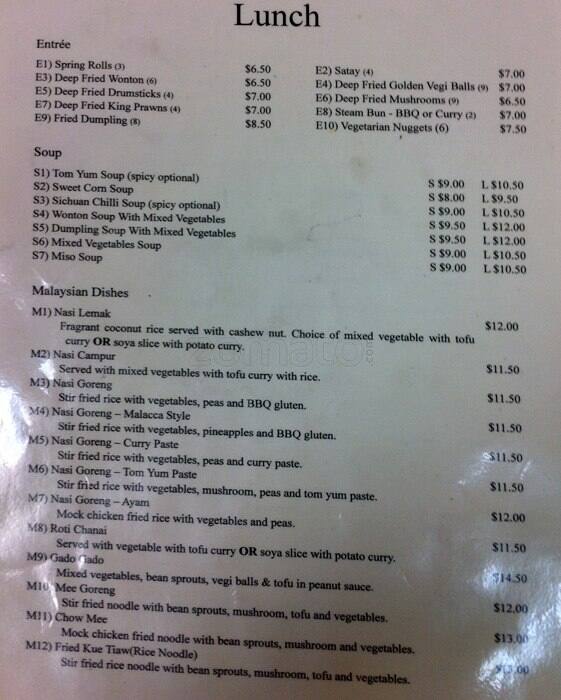 Lunch
Entrée
E1) Spring Rolls (3) $6.50 E2) Satay (4) $7.00
E3) Deep Fried Wonton (6) $6.50 E4) Deep Fried Golden Vegi Balls (9) $7.00
E5) Deep Fried Drumsticks (4) $7.00 E6) Deep Fried Mushrooms (9) $6.50
E7) Deep Fried King Prawns (4) $7.00 E8) Steam Bun - BBQ or Curry (2) $7.00
E9) Fried Dumpling (8) $8.50 E10) Vegetarian Nuggets (6) $7.50
Soup
S1) Tom Yum Soup (spicy optional) S $9.00 L $10.50
S2) Sweet Corn Soup S $8.00 L $9.50
S3) Sichuan Chilli Soup (spicy optional) S $9.00 L $10.50
S4) Wonton Soup With Mixed Vegetables S $9.50 L $12.00
S5) Dumpling Soup With Mixed Vegetables S $9.50 L $12.00
S6) Mixed Vegetables Soup S $9.00 L $10.50
S7) Miso Soup S $9.00 L $10.50
Malaysian Dishes
M1) Nasi Lemak
Fragrant coconut rice served with cashew nut. Choice of mixed vegetable with tofu $12.00
curry OR soya slice with potato curry.
zomato
M2) Nasi Campur
Served with mixed vegetables with tofu curry with rice. $11.50
M3) Nasi Goreng
Stir fried rice with vegetables, peas and BBQ gluten. $11.50
M4) Nasi Goreng – Malacca Style
Stir fried rice with vegetables, pineapples and BBQ gluten. $11.50
M5) Nasi Goreng – Curry Paste
Stir fried rice with vegetables, peas and curry paste. $11.50
M6) Nasi Goreng – Tom Yum Paste
Stir fried rice with vegetables, mushroom, peas and tom yum paste. $11.50
M7) Nasi Goreng – Ayam
Mock chicken fried rice with vegetables and peas. $12.00
M8) Roti Chanai
Served with vegetable with tofu curry OR soya slice with potato curry. $11.50
M9) Gado Gado
Mixed vegetables, bean sprouts, vegi balls & tofu in peanut sauce. $14.50
M10) Mee Goreng
Stir fried noodle with bean sprouts, mushroom, tofu and vegetables. $12.00
M11) Chow Mee
Mock chicken fried noodle with bean sprouts, mushroom and vegetables. $13.00
M12) Fried Kue Tiaw(Rice Noodle)
Stir fried rice noodle with bean sprouts, mushroom, tofu and vegetables. $13.00